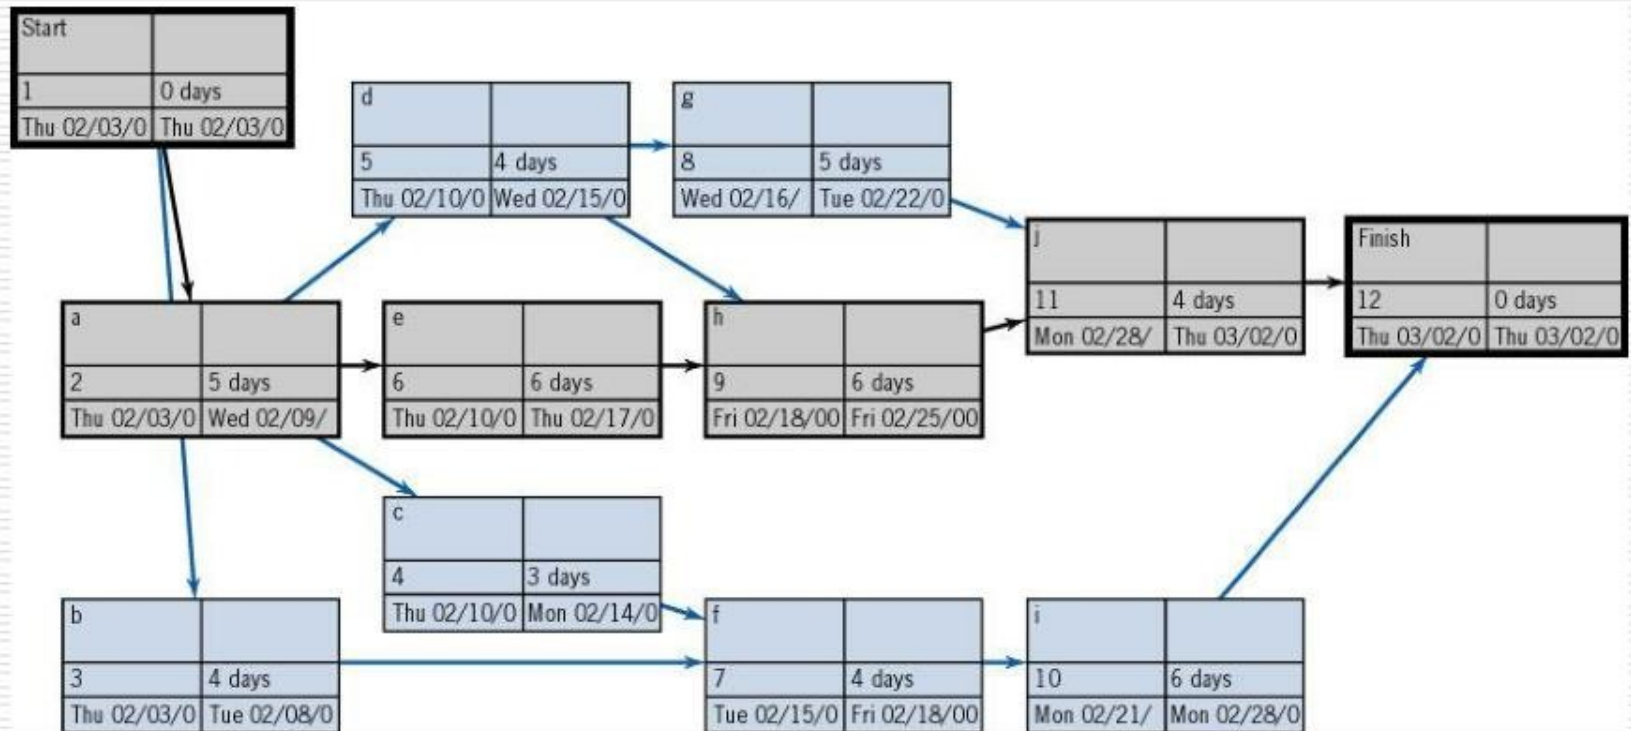 Start
1 0 days
Thu 02/03/0 Thu 02/03/0
d
5 4 days
Thu 02/10/0 Wed 02/15/0
g
8 5 days
Wed 02/16/ Tue 02/22/0
j
11 4 days
Mon 02/28/ Thu 03/02/0
Finish
12 0 days
Thu 03/02/0 Thu 03/02/0
a
2 5 days
Thu 02/03/0 Wed 02/09/
e
6 6 days
Thu 02/10/0 Thu 02/17/0
h
9 6 days
Fri 02/18/00 Fri 02/25/00
c
4 3 days
Thu 02/10/0 Mon 02/14/0
b
3 4 days
Thu 02/03/0 Tue 02/08/0
f
7 4 days
Tue 02/15/0 Fri 02/18/00
i
10 6 days
Mon 02/21/ Mon 02/28/0